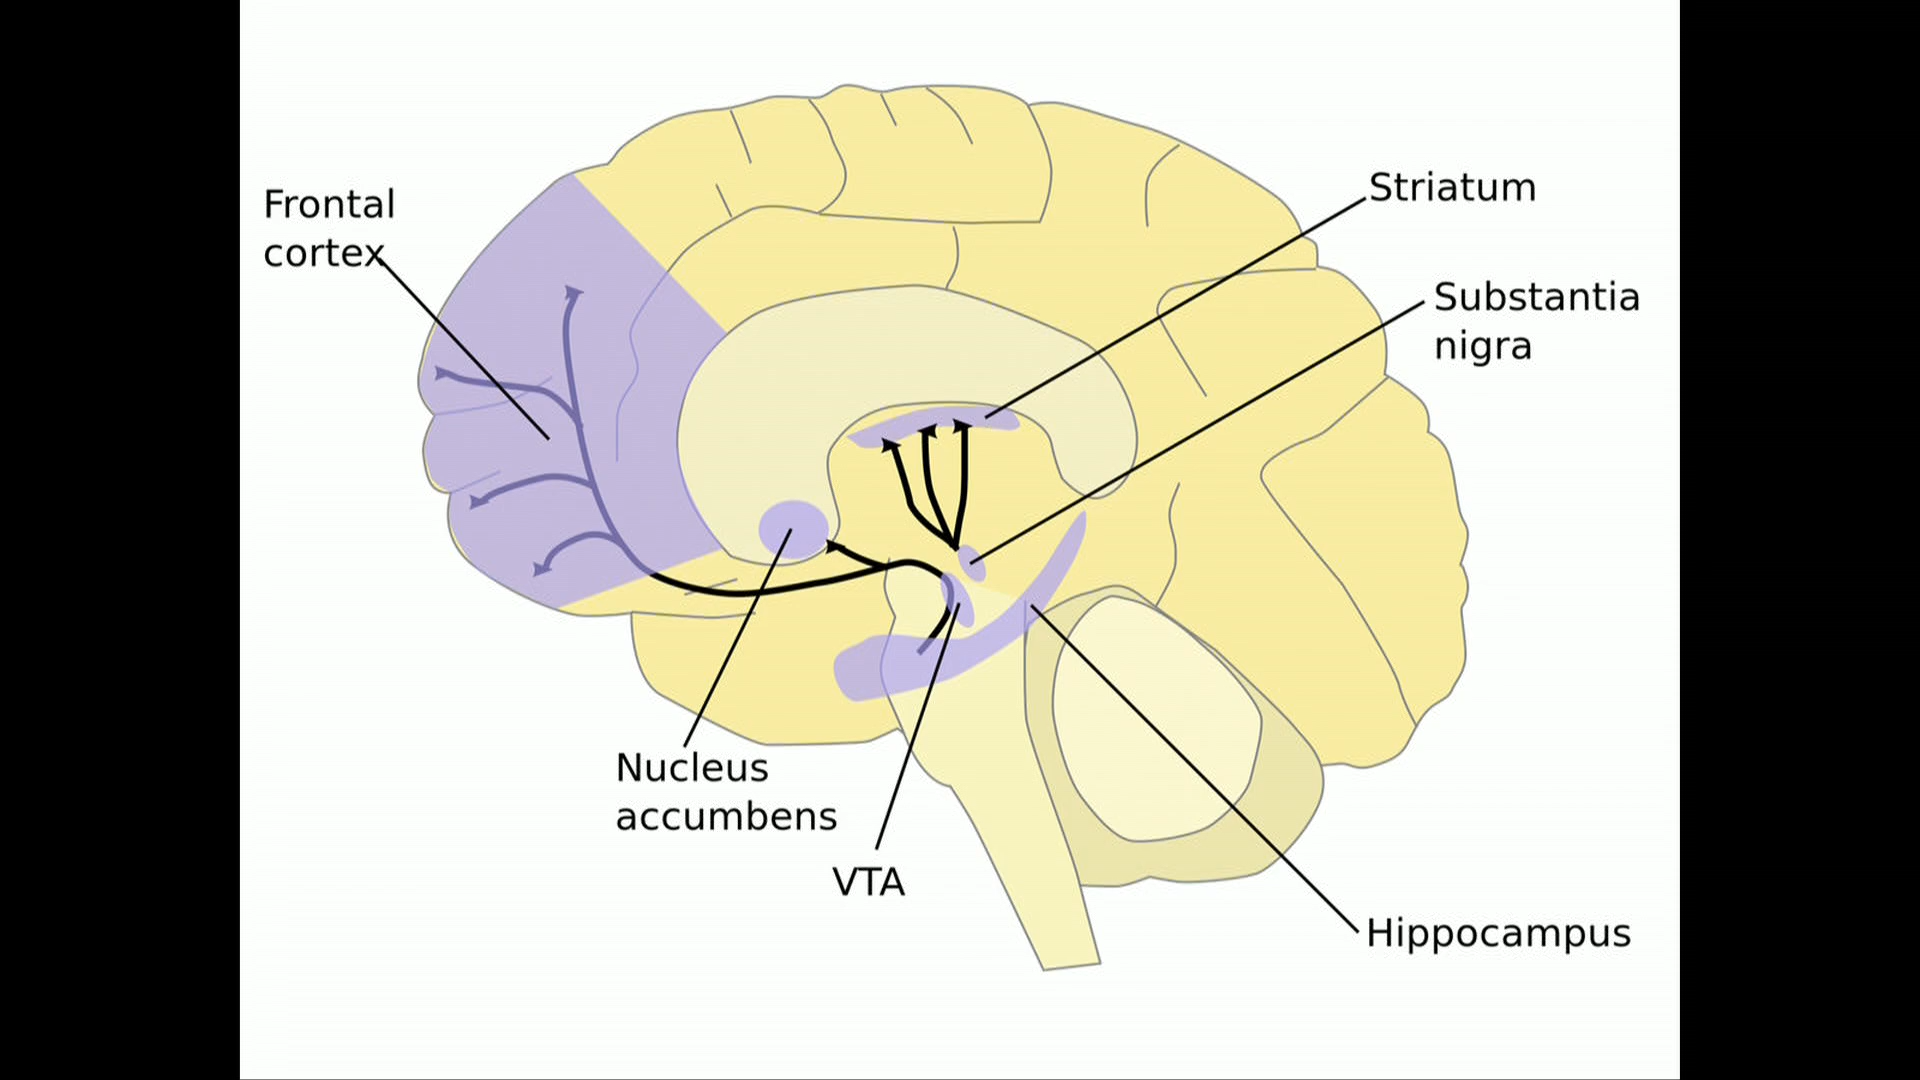 Frontal
cortex
Striatum
Substantia
nigra
Nucleus
accumbens
VTA
Hippocampus